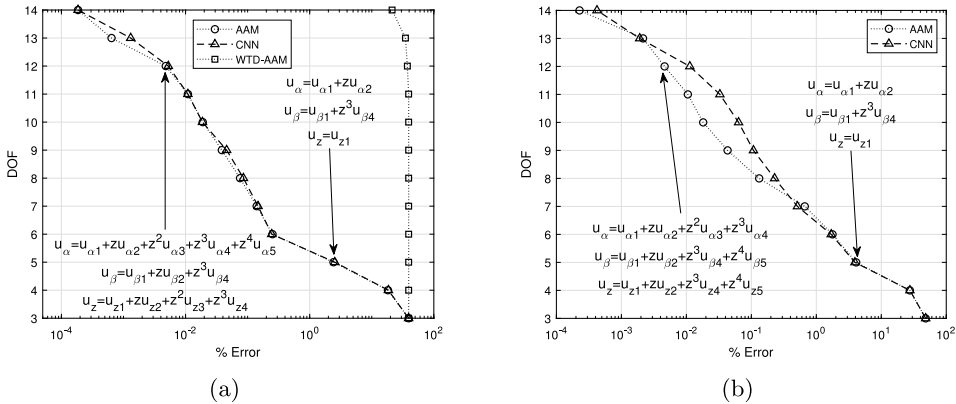 14
13
12
11
10
9
8
7
6
5
4
3
DOF
AAM
CNN
WTD-AAM
u_α=u_α1+zu_α2
u_β=u_β1+z^3u_β4
u_z=u_z1
u_α=u_α1+zu_α2+z^2u_α3+z^3u_α4+z^4u_α5
u_β=u_β1+zu_β2+z^3u_β4
u_z=u_z1+zu_z2+z^2u_z3+z^3u_z4
10^-4 10^-2 10^0 10^2
% Error
(a)
14
13
12
11
10
9
8
7
6
5
4
3
DOF
AAM
CNN
u_α=u_α1+zu_α2
u_β=u_β1+z^3u_β4
u_z=u_z1
u_α=u_α1+zu_α2+z^2u_α3+z^3u_α4
u_β=u_β1+zu_β2+z^3u_β4+z^4u_β5
u_z=u_z1+zu_z2+z^3u_z4+z^4u_z5
10^-4 10^-3 10^-2 10^-1 10^0 10^1 10^2
% Error
(b)